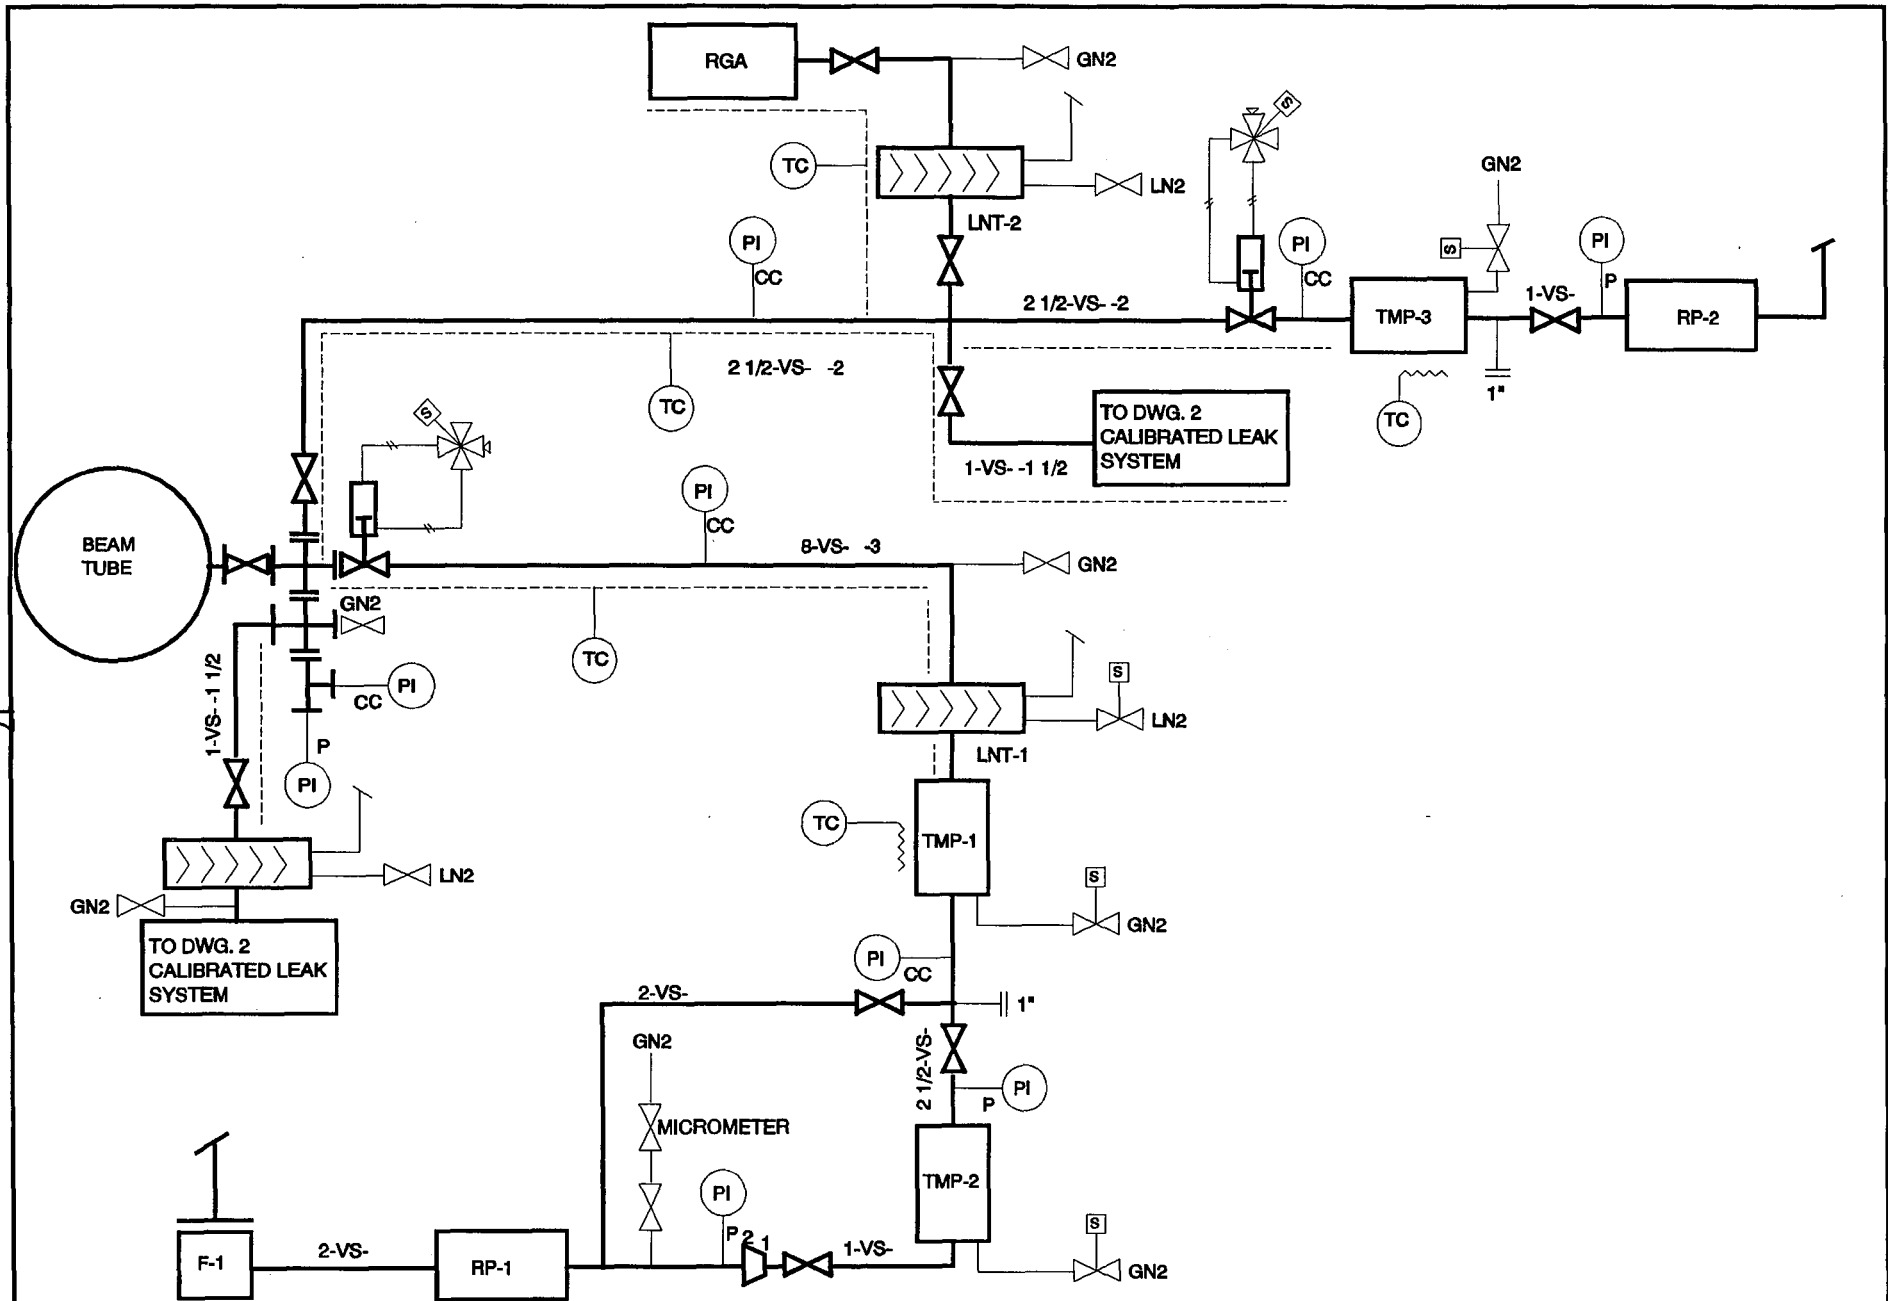 RGA
GN2
S
TC
LN2
GN2
LNT-2
S
PI
CC
PI
CC
PI
P
2 1/2-VS- -2
1-VS-
TMP-3
RP-2
2 1/2-VS- -2
TC
1"
TC
S
TO DWG. 2
CALIBRATED LEAK
SYSTEM
1-VS- -1 1/2
PI
CC
BEAM
TUBE
8-VS- -3
GN2
GN2
TC
1-VS- -1 1/2
CC
PI
P
PI
S
LN2
LNT-1
TC
TMP-1
LN2
GN2
S
GN2
TO DWG. 2
CALIBRATED LEAK
SYSTEM
PI
CC
2-VS-
1"
GN2
2 1/2-VS-
P
PI
MICROMETER
TMP-2
PI
P
2
1
1-VS-
S
GN2
F-1
2-VS-
RP-1